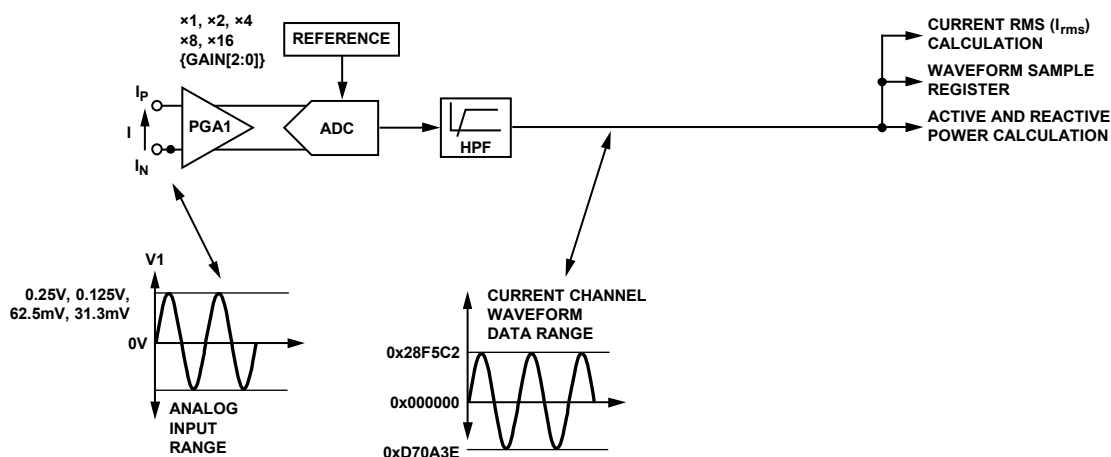 ×1, ×2, ×4
×8, ×16
{GAIN[2:0]}
REFERENCE
IP
I
IN
PGA1
ADC
HPF
CURRENT RMS (Irms)
CALCULATION
WAVEFORM SAMPLE
REGISTER
ACTIVE AND REACTIVE
POWER CALCULATION
V1
0.25V, 0.125V,
62.5mV, 31.3mV
0V
ANALOG
INPUT
RANGE
CURRENT CHANNEL
WAVEFORM
DATA RANGE
0x28F5C2
0x000000
0xD70A3E